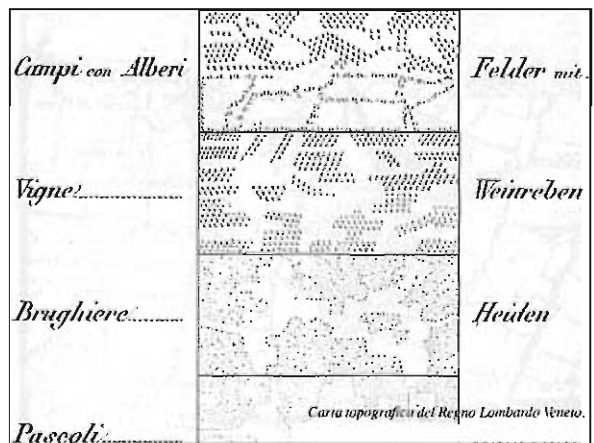 Campi con Alberi Felder mit.
Vigne Weinreben
Brughiere Heiden
Carta topografica del Regno Lombardo Veneto.
Pascoli